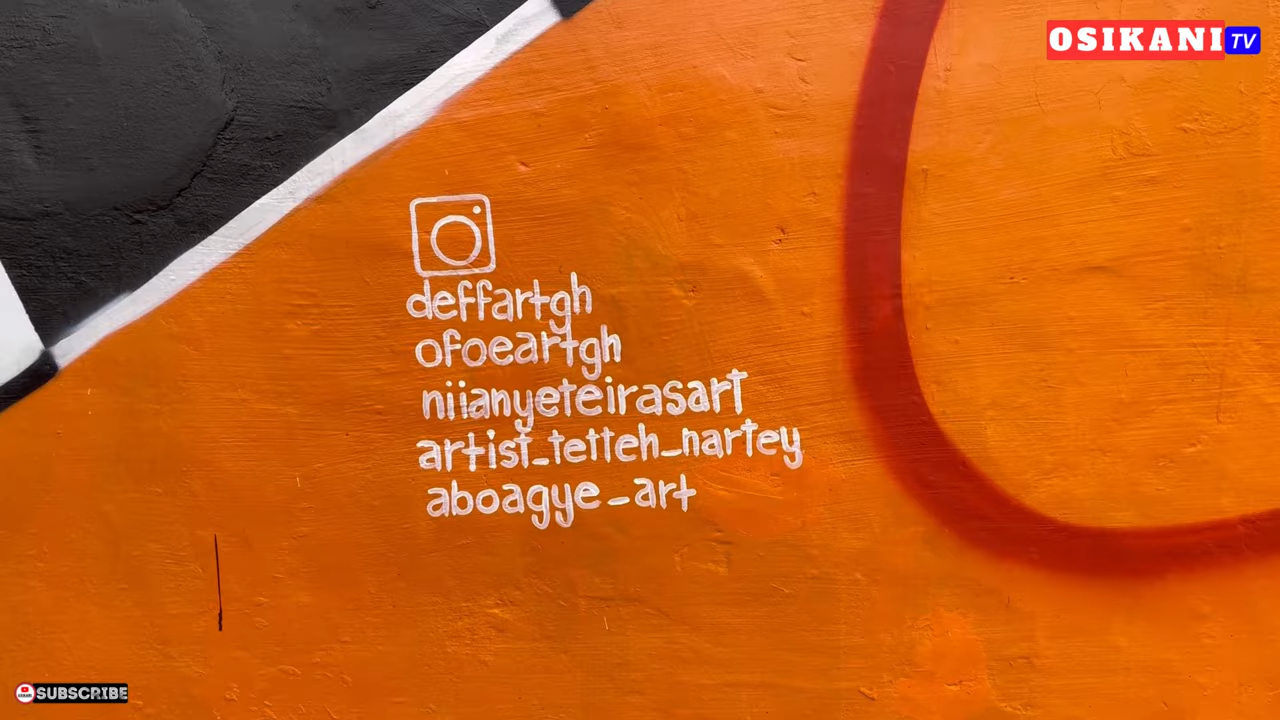 OSIKANI TV
deffartgh
ofoeartgh
niianyeteirasart
artist_tetteh_nartey
aboagye_art
SUBSCRIBE